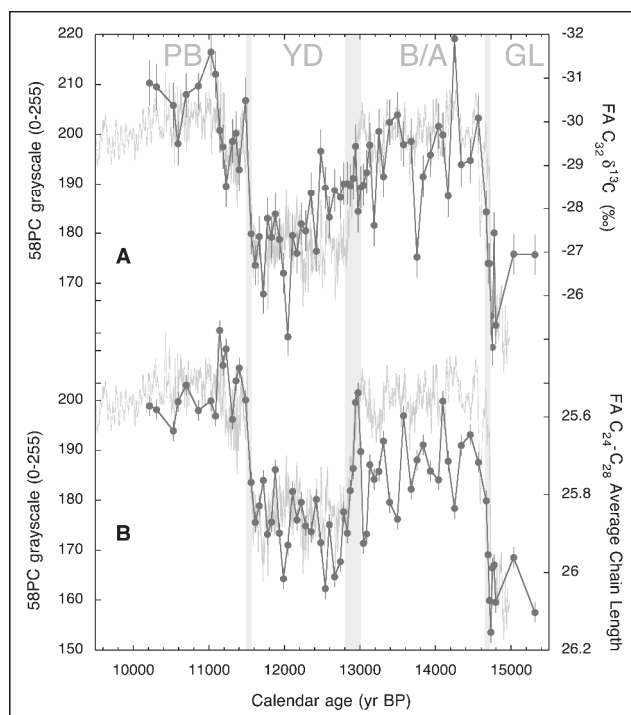 PB YD B/A GL
220
210
200
190
180
170
58PC grayscale (0-255)
-32
-31
-30
-29
-28
-27
-26
FA C32 δ13C (‰)
A
200
190
180
170
160
150
58PC grayscale (0-255)
25.6
25.8
26
26.2
FA C24-C28 Average Chain Length
B
10000 11000 12000 13000 14000 15000
Calendar age (yr BP)